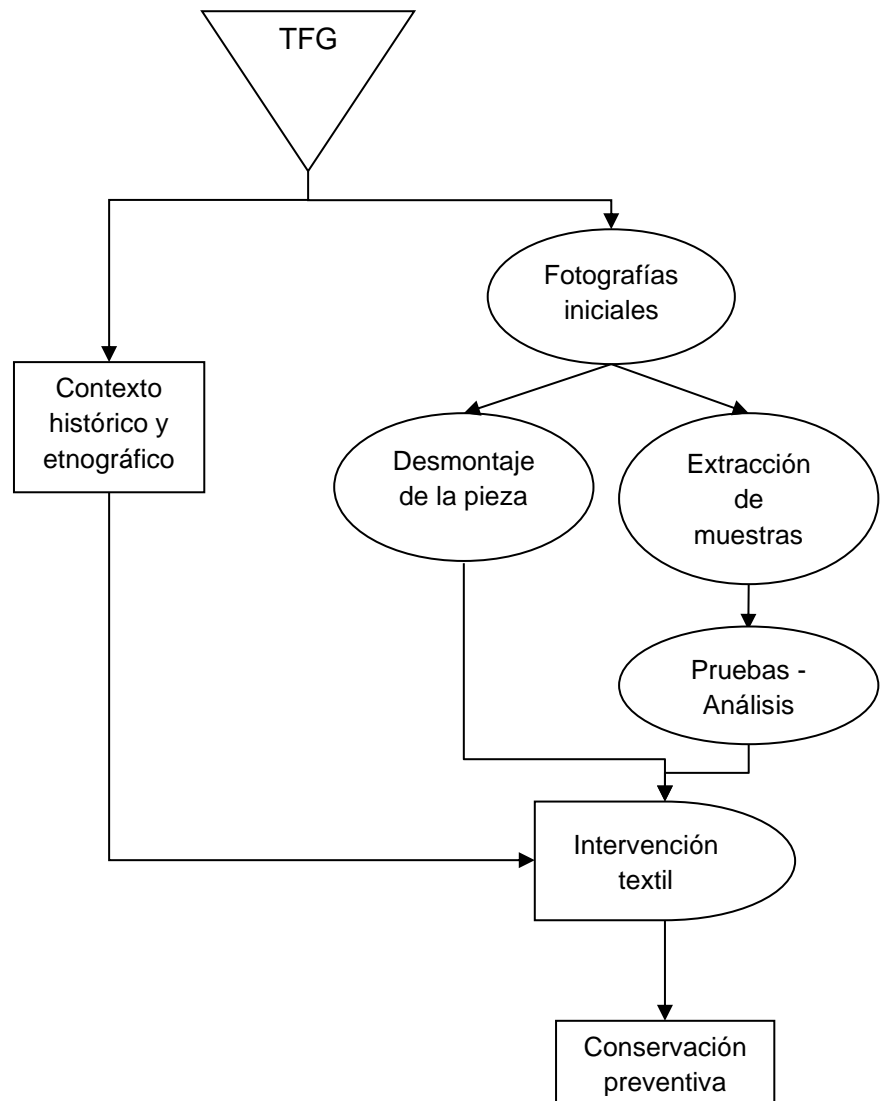 TFG
Fotografías
iniciales
Contexto
histórico y
etnográfico
Desmontaje
de la pieza
Extracción
de
muestras
Pruebas -
Análisis
Intervención
textil
Conservación
preventiva